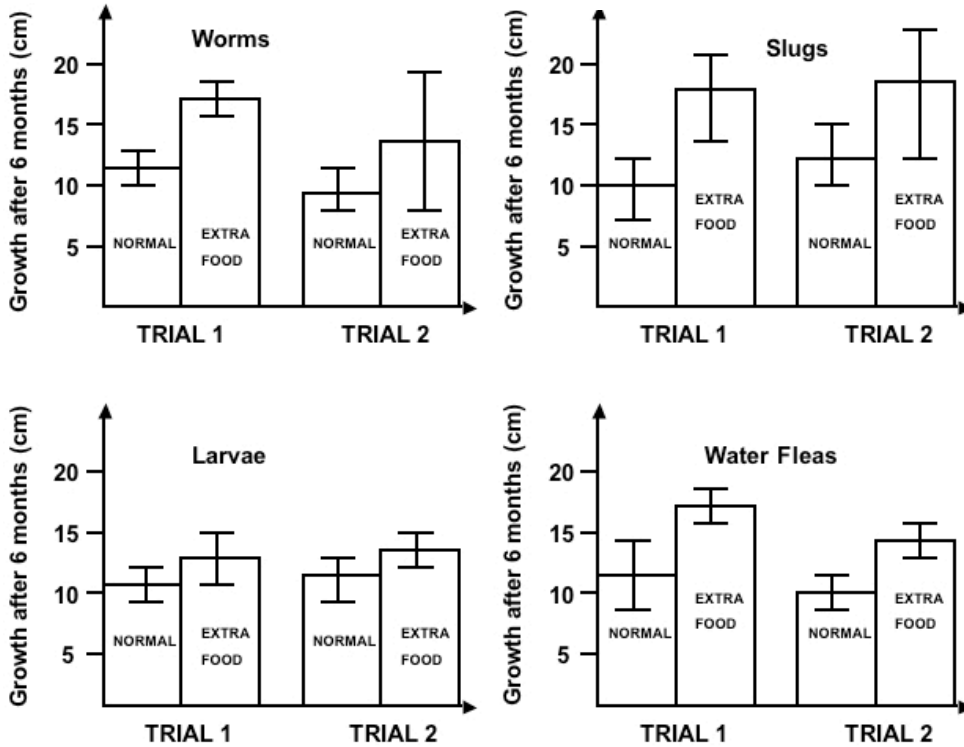 Worms
Growth after 6 months (cm)
20
15
10
5
NORMAL
EXTRA
FOOD
NORMAL
EXTRA
FOOD
TRIAL 1
TRIAL 2
Slugs
Growth after 6 months (cm)
20
15
10
5
NORMAL
EXTRA
FOOD
NORMAL
EXTRA
FOOD
TRIAL 1
TRIAL 2
Larvae
Growth after 6 months (cm)
20
15
10
5
NORMAL
EXTRA
FOOD
NORMAL
EXTRA
FOOD
TRIAL 1
TRIAL 2
Water Fleas
Growth after 6 months (cm)
20
15
10
5
NORMAL
EXTRA
FOOD
NORMAL
EXTRA
FOOD
TRIAL 1
TRIAL 2